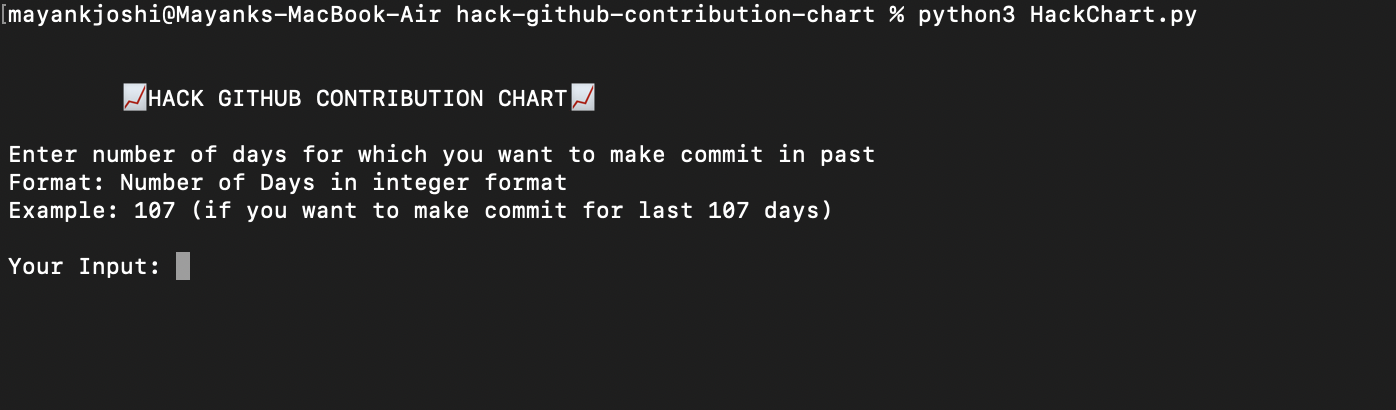 [mayankjoshi@Mayanks-MacBook-Air hack-github-contribution-chart % python3 HackChart.py
📈HACK GITHUB CONTRIBUTION CHART📈
Enter number of days for which you want to make commit in past
Format: Number of Days in integer format
Example: 107 (if you want to make commit for last 107 days)
Your Input: